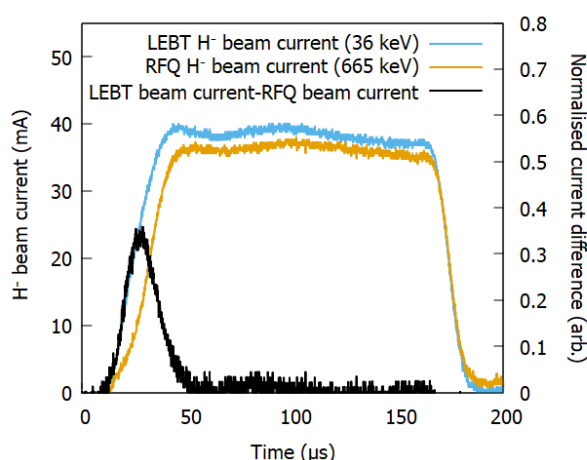 LEBT H⁻ beam current (36 keV)
RFQ H⁻ beam current (665 keV)
LEBT beam current-RFQ beam current
H⁻ beam current (mA)
50
40
30
20
10
0
Normalised current difference (arb.)
0.8
0.7
0.6
0.5
0.4
0.3
0.2
0.1
0
0 50 100 150 200
Time (µs)